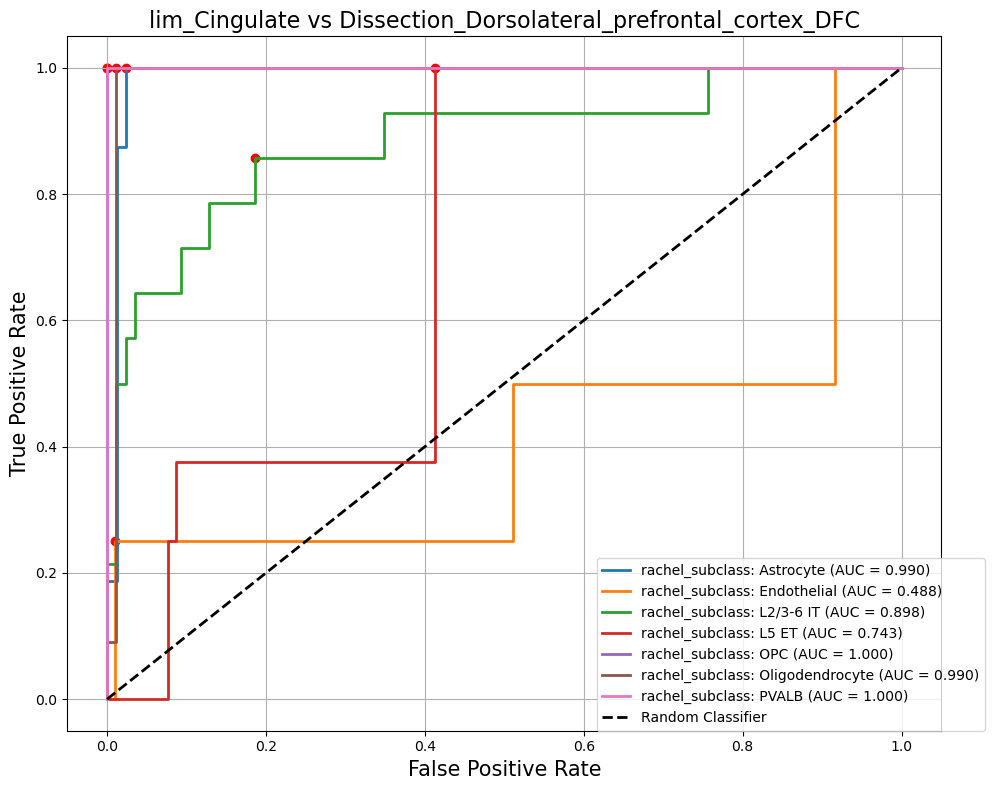 lim_Cingulate vs Dissection_Dorsolateral_prefrontal_cortex_DFC
True Positive Rate
1.0
0.8
0.6
0.4
0.2
0.0
rachel_subclass: Astrocyte (AUC = 0.990)
rachel_subclass: Endothelial (AUC = 0.488)
rachel_subclass: L2/3-6 IT (AUC = 0.898)
rachel_subclass: L5 ET (AUC = 0.743)
rachel_subclass: OPC (AUC = 1.000)
rachel_subclass: Oligodendrocyte (AUC = 0.990)
rachel_subclass: PVALB (AUC = 1.000)
Random Classifier
0.0 0.2 0.4 0.6 0.8 1.0
False Positive Rate